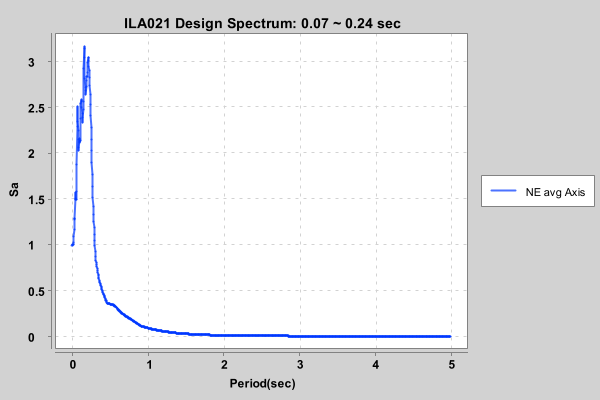 ILA021 Design Spectrum: 0.07 ~ 0.24 sec
3
2.5
2
1.5
1
0.5
0
Sa
0 1 2 3 4 5
Period(sec)
NE avg Axis